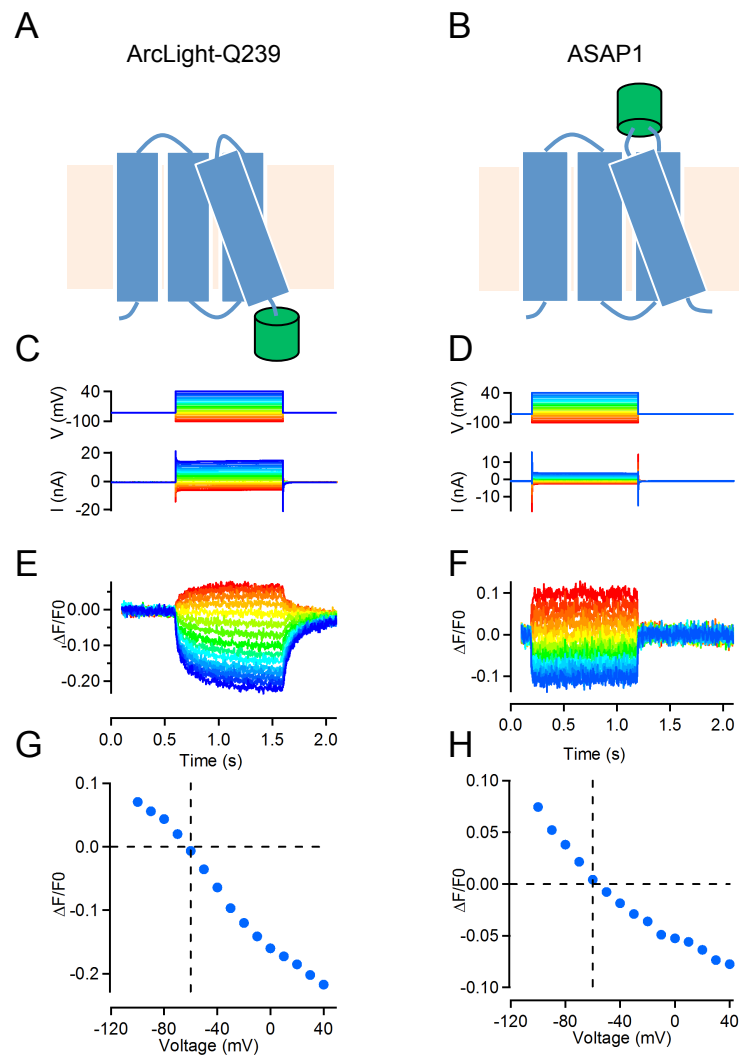 A
ArcLight-Q239
B
ASAP1
C
V (mV)
40
-100
I (nA)
20
0
-20
D
V (mV)
40
-100
I (nA)
10
0
-10
E
ΔF/F0
0.00
-0.10
-0.20
0.0
0.5
1.0
1.5
2.0
Time (s)
F
ΔF/F0
0.1
0.0
-0.1
0.0
0.5
1.0
1.5
2.0
Time (s)
G
ΔF/F0
0.1
0.0
-0.1
-0.2
-120
-80
-40
0
40
Voltage (mV)
H
ΔF/F0
0.10
0.05
0.00
-0.05
-0.10
-120
-80
-40
0
40
Voltage (mV)